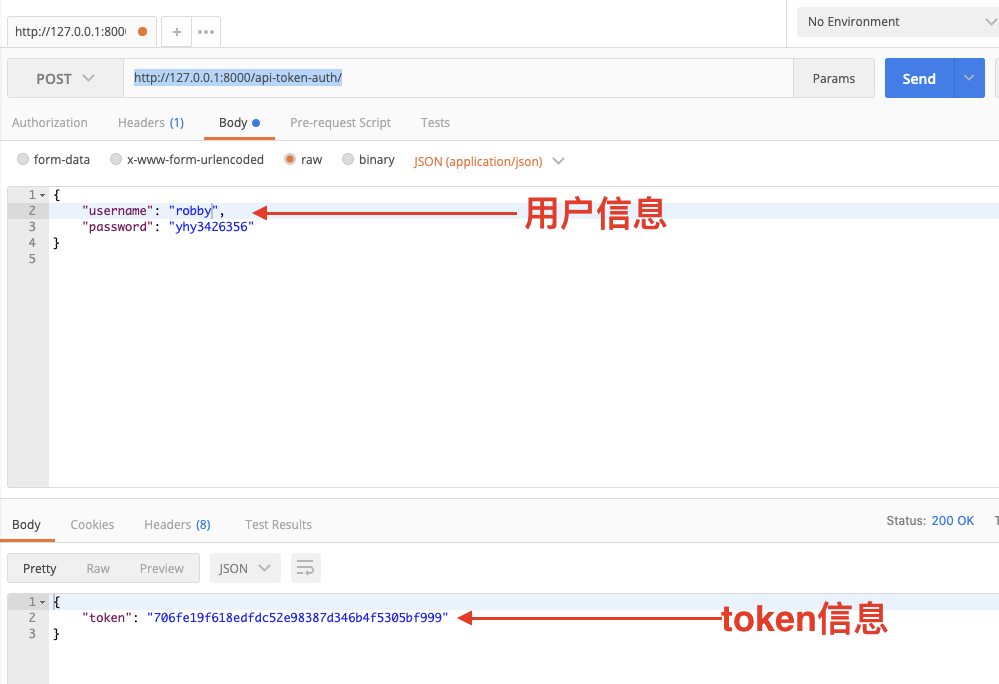 http://127.0.0.1:8000
No Environment
POST http://127.0.0.1:8000/api-token-auth/ Params Send
Authorization Headers (1) Body Pre-request Script Tests
form-data x-www-form-urlencoded raw binary JSON (application/json)
1 {
2 "username": "robby", 用户信息
3 "password": "yhy3426356"
4 }
5
Body Cookies Headers (8) Test Results Status: 200 OK
Pretty Raw Preview JSON
1 {
2 "token": "706fe19f618edfdc52e98387d346b4f5305bf999" token信息
3 }